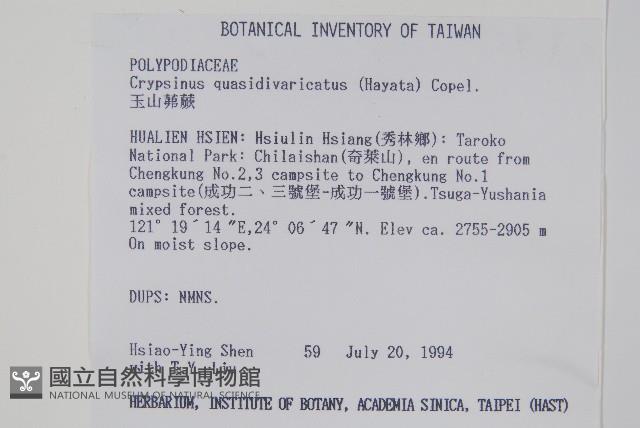 BOTANICAL INVENTORY OF TAIWAN
POLYPODIACEAE
Crypsinus quasidivaricatus (Hayata) Copel.
玉山茀蕨
HUALIEN HSIEN: Hsiulin Hsiang(秀林鄉): Taroko
National Park: Chilaishan(奇萊山), en route from
Chengkung No.2,3 campsite to Chengkung No.1
campsite(成功二、三號堡-成功一號堡).Tsuga-Yushania
mixed forest.
121° 19´14 "E,24° 06´47 "N. Elev ca. 2755-2905 m
On moist slope.
DUPS: NMNS.
Hsiao-Ying Shen 59 July 20, 1994
with T.Y. Liu
國立自然科學博物館
NATIONAL MUSEUM OF NATURAL SCIENCE
HERBARIUM, INSTITUTE OF BOTANY, ACADEMIA SINICA, TAIPEI (HAST)